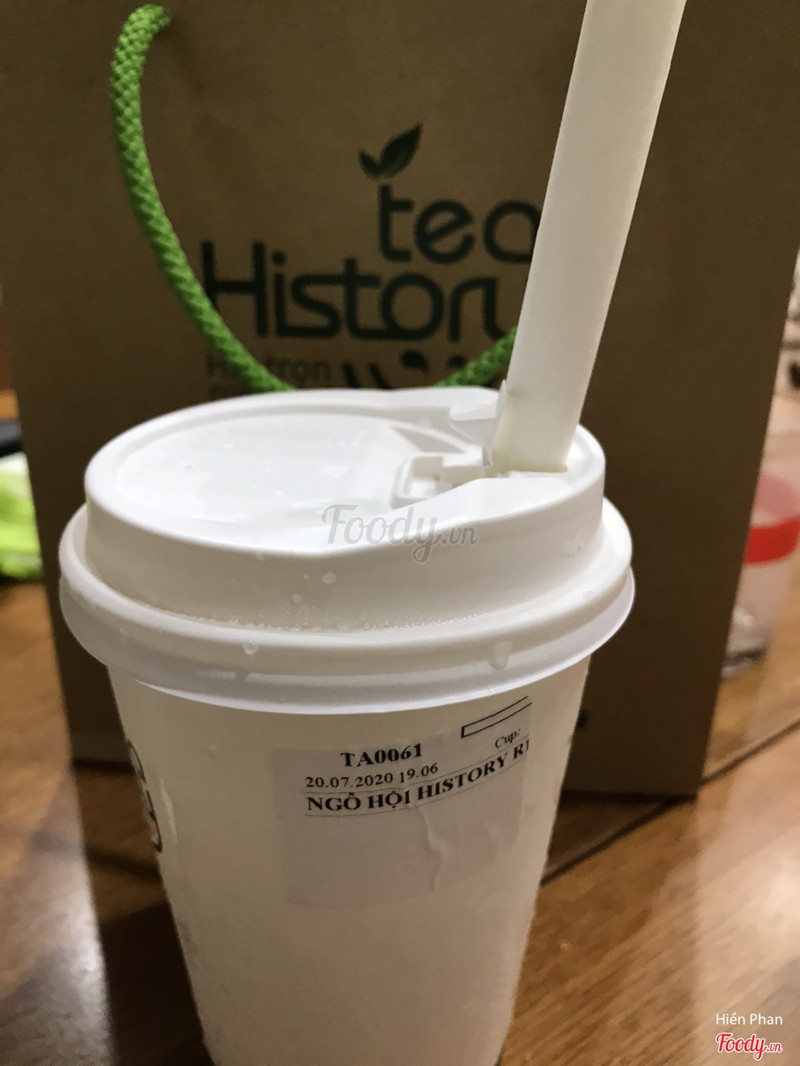 tea
History
Foody.vn
TA0061
Cup:
20.07.2020 19.06
NGÔ HỘI HISTORY
Hiền Phan
Foody.vn